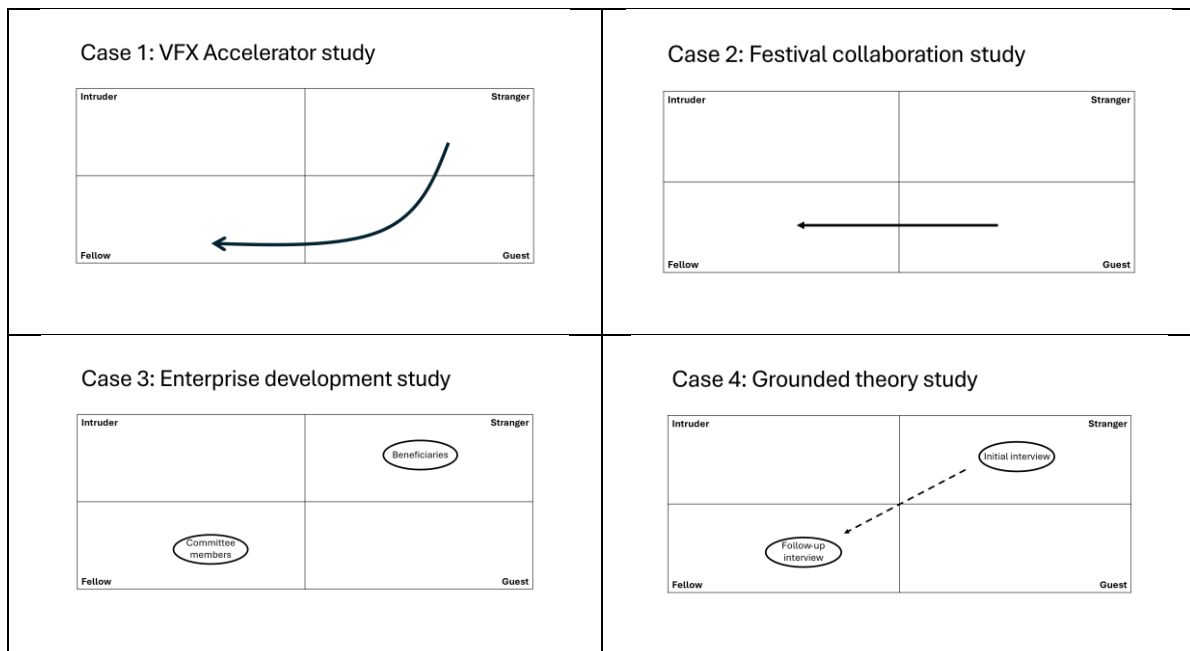 Case 1: VFX Accelerator study
Intruder
Stranger
Fellow
Guest
Case 2: Festival collaboration study
Intruder
Stranger
Fellow
Guest
Case 3: Enterprise development study
Intruder
Stranger
Beneficiaries
Committee
members
Fellow
Guest
Case 4: Grounded theory study
Intruder
Stranger
Initial interview
Follow-up
interview
Fellow
Guest